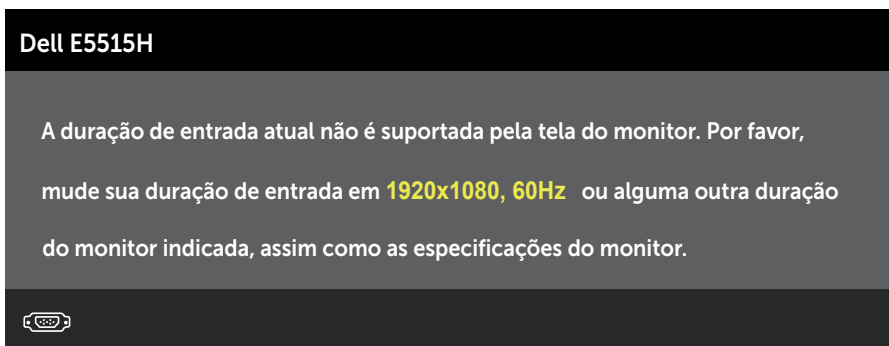 Dell E5515H
A duração de entrada atual não é suportada pela tela do monitor. Por favor,
mude sua duração de entrada em 1920x1080, 60Hz ou alguma outra duração
do monitor indicada, assim como as especificações do monitor.